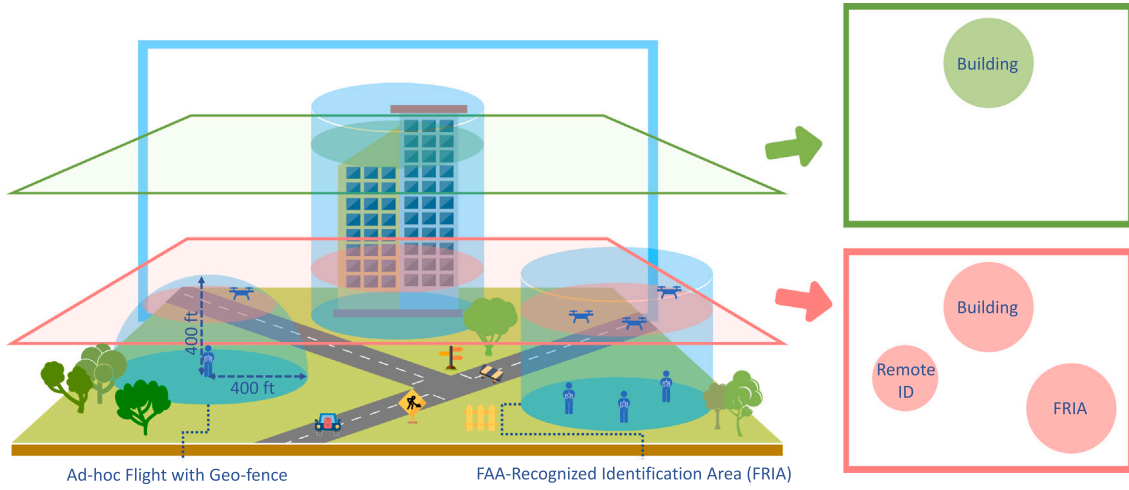 Building
400 ft
400 ft
Building
Remote
ID
FRIA
Ad-hoc Flight with Geo-fence
FAA-Recognized Identification Area (FRIA)